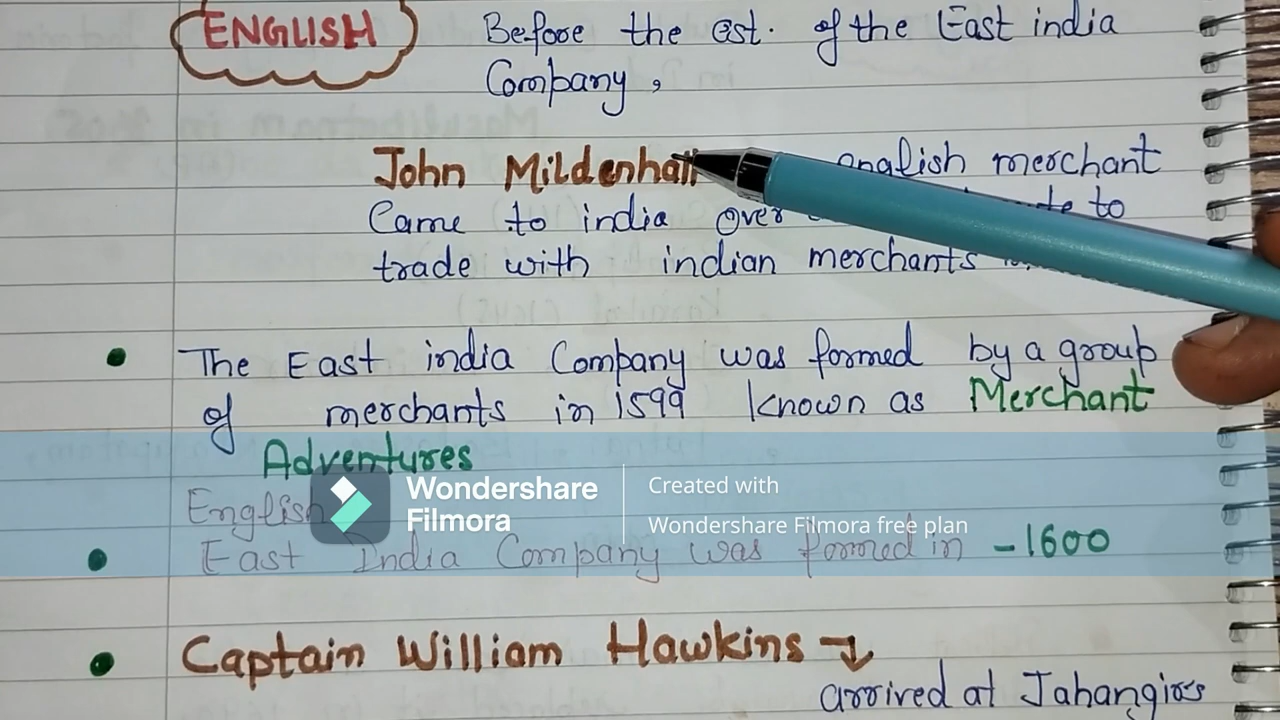 ENGLISH
Before the est. of the East india
Company,
John Mildenhall english merchant
Came to india over to
trade with indian merchants
The East india Company was formed by a group
of merchants in 1599 known as Merchant
Adventures
English
East India Company was formed in - 1600
Wondershare
Filmora
Created with
Wondershare Filmora free plan
Captain William Hawkins
arrived at Jahangir's